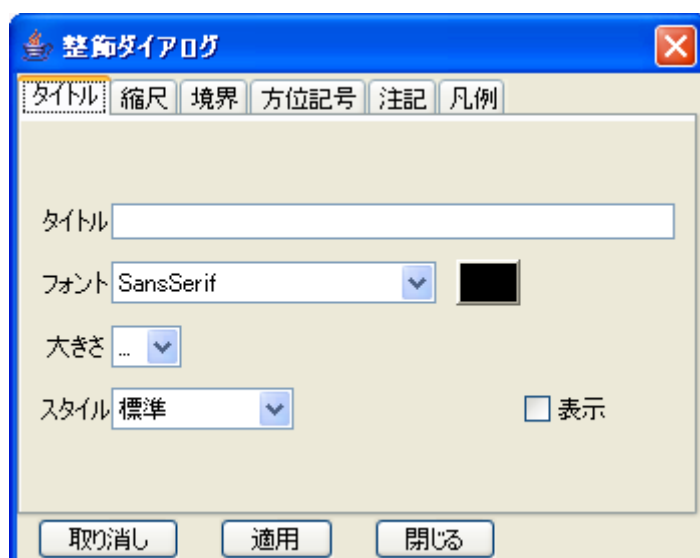 整飾ダイアログ
タイトル 縮尺 境界 方位記号 注記 凡例
タイトル
フォント SansSerif
大きさ ...
スタイル 標準 表示
取り消し 適用 閉じる